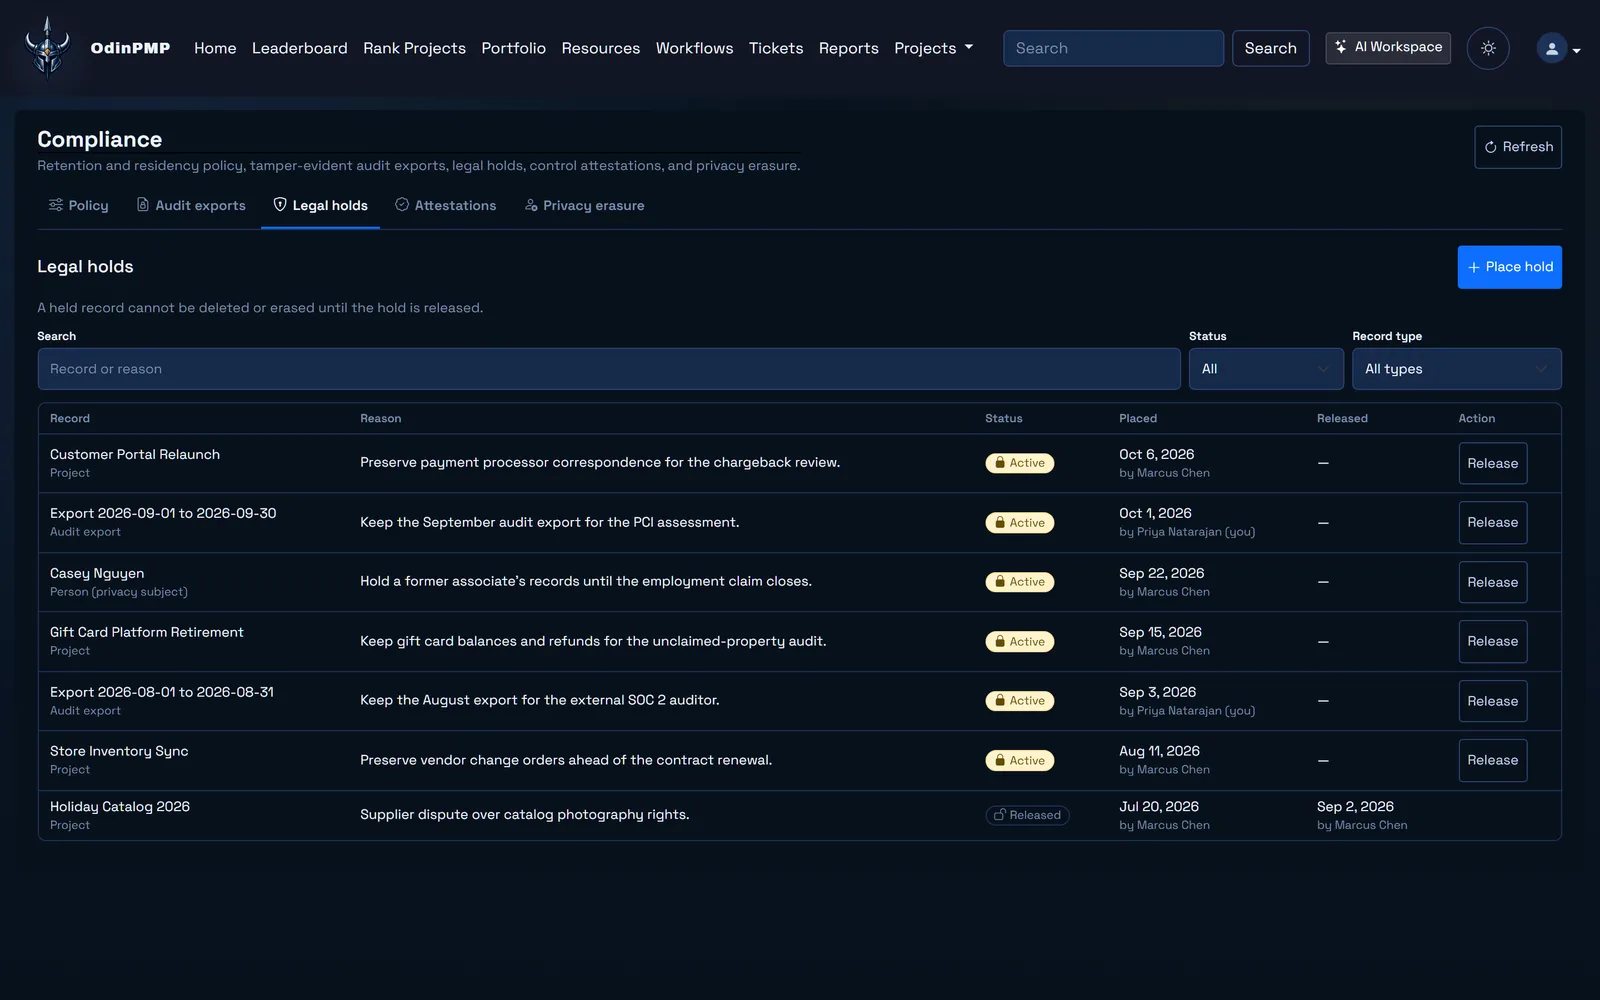 OdinPMP
Home
Leaderboard
Rank Projects
Portfolio
Resources
Workflows
Tickets
Reports
Projects
Search
Search
AI Workspace
Compliance
Retention and residency policy, tamper-evident audit exports, legal holds, control attestations, and privacy erasure.
Refresh
Policy
Audit exports
Legal holds
Attestations
Privacy erasure
Legal holds
+ Place hold
A held record cannot be deleted or erased until the hold is released.
Search
Status
Record type
Record or reason
All
All types
Record
Reason
Status
Placed
Released
Action
Customer Portal Relaunch
Project
Preserve payment processor correspondence for the chargeback review.
Active
Oct 6, 2026
by Marcus Chen
—
Release
Export 2026-09-01 to 2026-09-30
Audit export
Keep the September audit export for the PCI assessment.
Active
Oct 1, 2026
by Priya Natarajan (you)
—
Release
Casey Nguyen
Person (privacy subject)
Hold a former associate's records until the employment claim closes.
Active
Sep 22, 2026
by Marcus Chen
—
Release
Gift Card Platform Retirement
Project
Keep gift card balances and refunds for the unclaimed-property audit.
Active
Sep 15, 2026
by Marcus Chen
—
Release
Export 2026-08-01 to 2026-08-31
Audit export
Keep the August export for the external SOC 2 auditor.
Active
Sep 3, 2026
by Priya Natarajan (you)
—
Release
Store Inventory Sync
Project
Preserve vendor change orders ahead of the contract renewal.
Active
Aug 11, 2026
by Marcus Chen
—
Release
Holiday Catalog 2026
Project
Supplier dispute over catalog photography rights.
Released
Jul 20, 2026
by Marcus Chen
Sep 2, 2026
by Marcus Chen